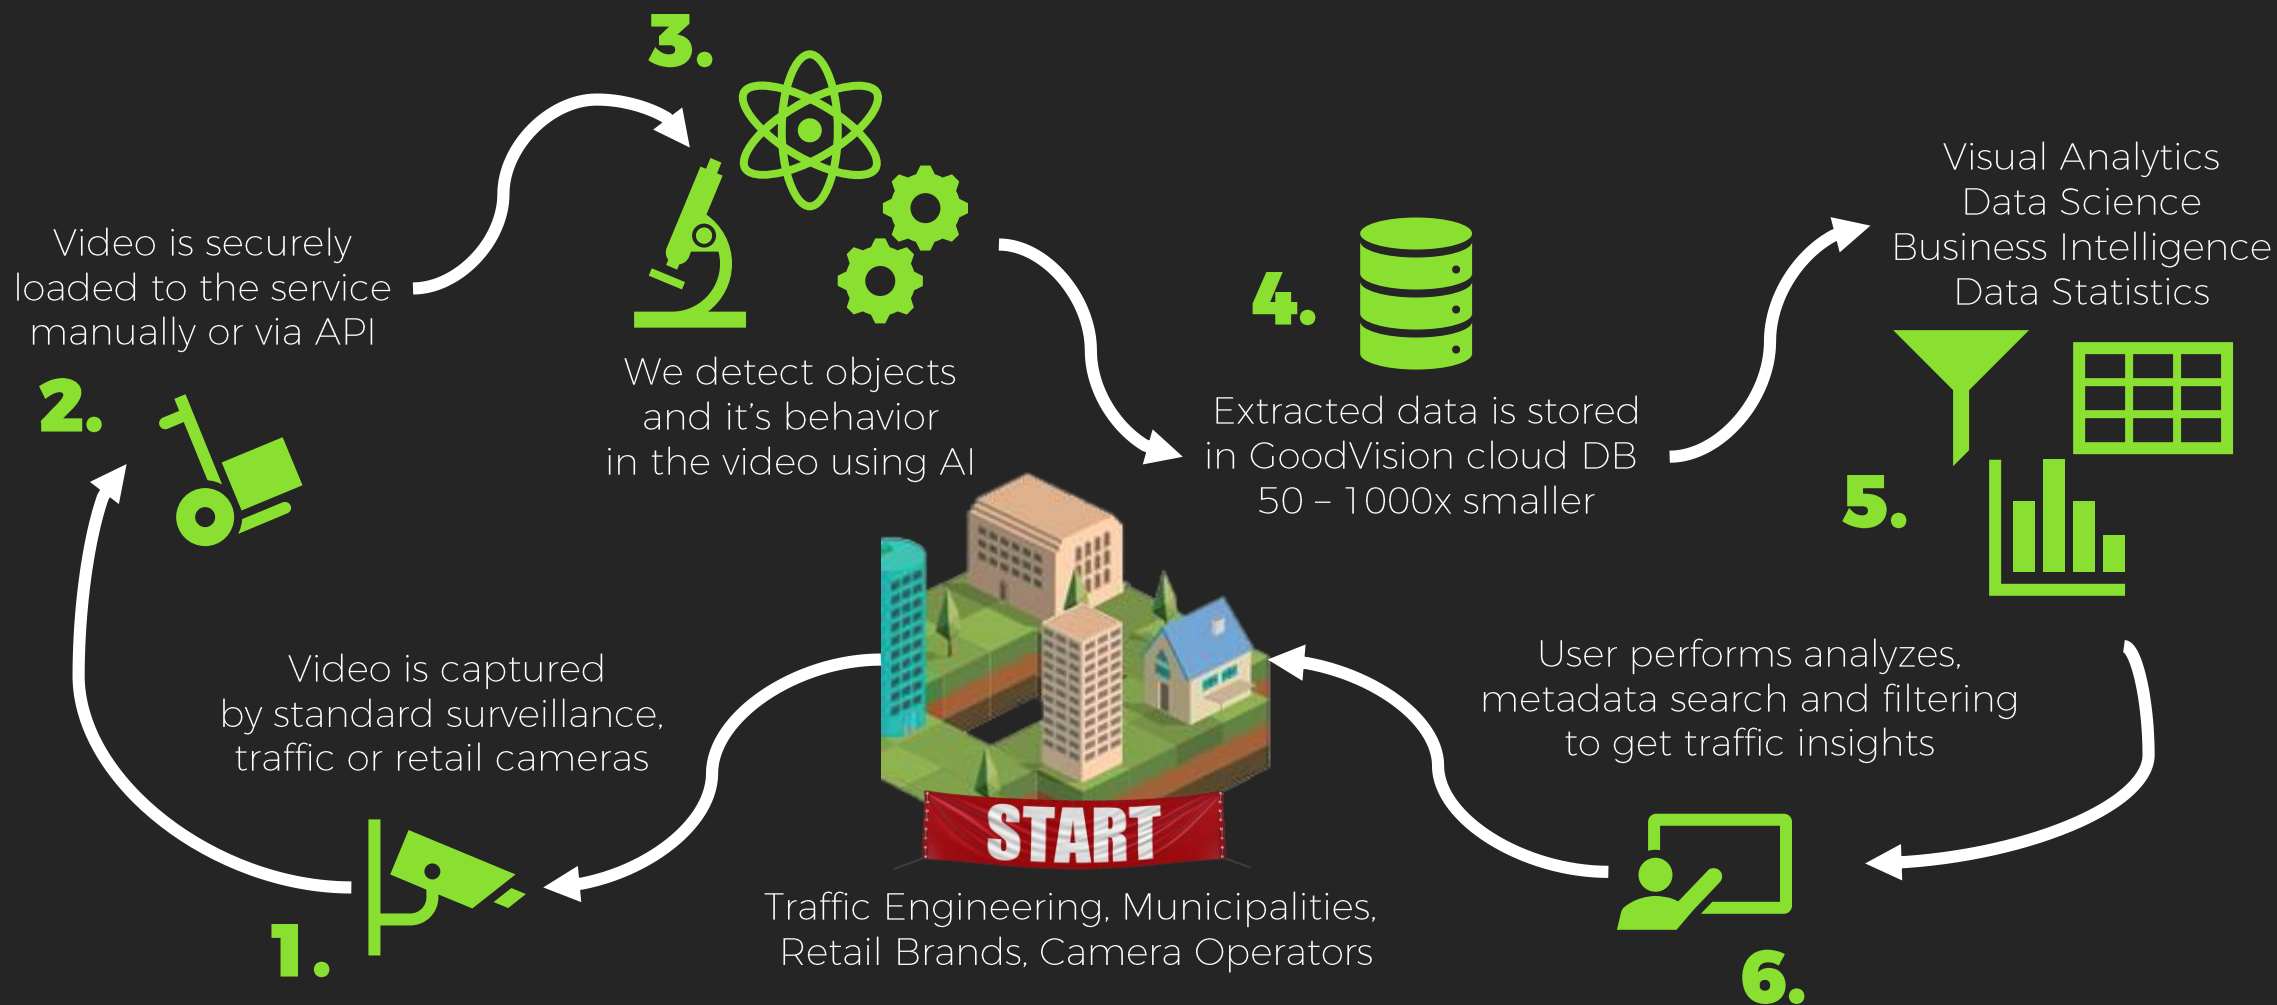 3.
Visual Analytics
Data Science
Business Intelligence
Data Statistics
Video is securely
loaded to the service
manually or via API
2.
We detect objects
and it's behavior
in the video using AI
4.
Extracted data is stored
in GoodVision cloud DB
50 – 1000x smaller
5.
Video is captured
by standard surveillance,
traffic or retail cameras
1.
START
Traffic Engineering, Municipalities,
Retail Brands, Camera Operators
User performs analyzes,
metadata search and filtering
to get traffic insights
6.